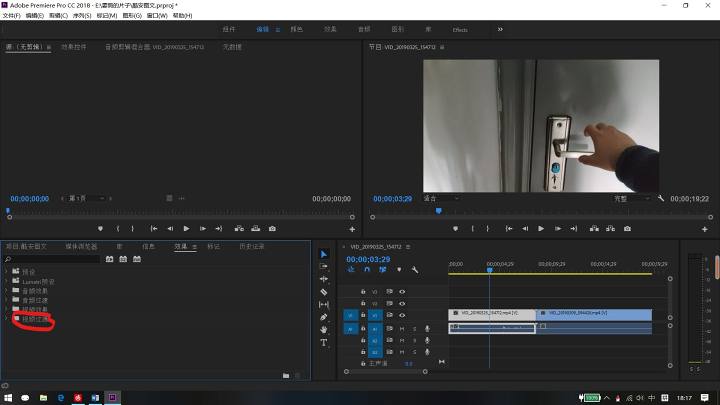 Adobe Premiere Pro CC 2018 - E:\雷同的片子\酷安图文.prproj *
文件(F) 编辑(E) 剪辑(C) 序列(S) 标记(M) 图形(G) 窗口(W) 帮助(H)
组件 编辑 颜色 效果 音频 图形 库 Effects
源（无剪辑） 效果控件 音频剪辑混合器: VID_20190325_154712 元数据
节目: VID_20190325_154712
00;00;00;00 第 1 页 00;00;00;00
00;00;03;29 适合 完整 00;00;19;22
项目: 酷安图文 媒体浏览器 库 信息 效果 标记 历史记录
预设
Lumetri 预设
音频效果
音频过渡
视频效果
视频过渡
VID_20190325_154712
00;00;03;29
;00;00 00;00;04;29 00;00;09;29 00;00;14;29 00;00;19;29
V3
V2
V1 V1 VID_20190325_154712.mp4 [V]
A1 A1 M S
A2 M S
A3 M S
主声道 0.0
S S
100% 中 18:17